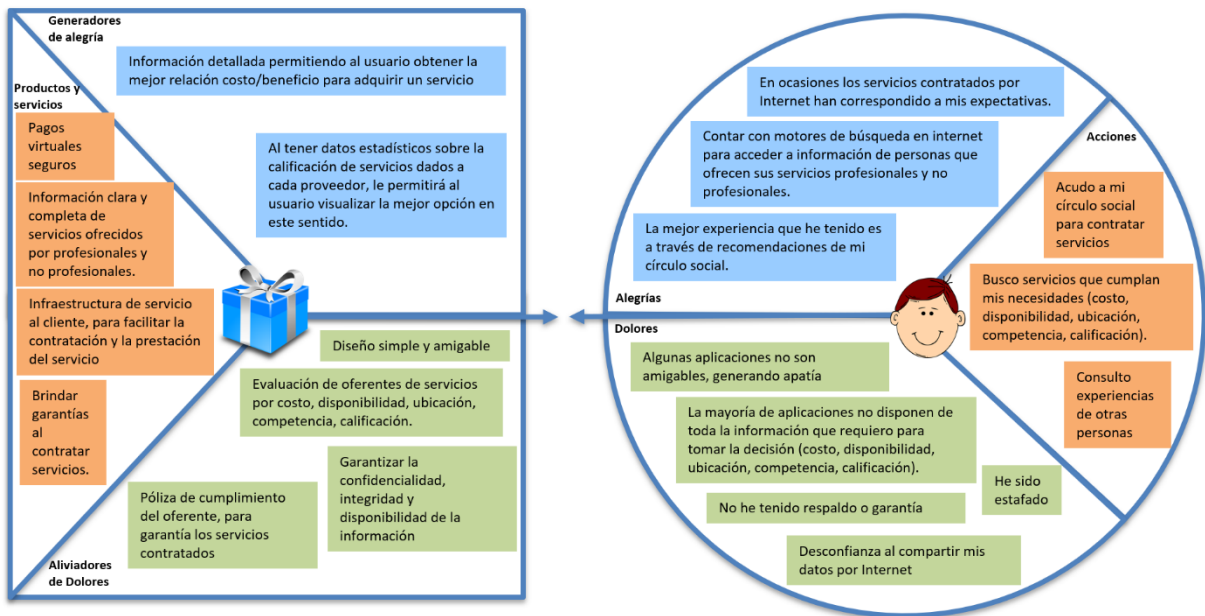 Generadores
de alegría
Información detallada permitiendo al usuario obtener la
mejor relación costo/beneficio para adquirir un servicio
Productos y
servicios
Pagos
virtuales
seguros
Al tener datos estadísticos sobre la
calificación de servicios dados a
cada proveedor, le permitirá al
usuario visualizar la mejor opción en
este sentido.
Información clara y
completa de
servicios ofrecidos
por profesionales y
no profesionales.
Infraestructura de servicio
al cliente, para facilitar la
contratación y la prestación
del servicio
Brindar
garantías
al
contratar
servicios.
Diseño simple y amigable
Evaluación de oferentes de servicios
por costo, disponibilidad, ubicación,
competencia, calificación.
Garantizar la
confidencialidad,
integridad y
disponibilidad de la
información
Póliza de cumplimiento
del oferente, para
garantía los servicios
contratados
Aliviadores
de Dolores
En ocasiones los servicios contratados por
Internet han correspondido a mis expectativas.
Contar con motores de búsqueda en internet
para acceder a información de personas que
ofrecen sus servicios profesionales y no
profesionales.
La mejor experiencia que he tenido es
a través de recomendaciones de mi
círculo social.
Alegrías
Acciones
Acudo a mi
círculo social
para contratar
servicios
Busco servicios que cumplan
mis necesidades (costo,
disponibilidad, ubicación,
competencia, calificación).
Consulto
experiencias
de otras
personas
Dolores
Algunas aplicaciones no son
amigables, generando apatía
La mayoría de aplicaciones no disponen de
toda la información que requiero para
tomar la decisión (costo, disponibilidad,
ubicación, competencia, calificación).
He sido
estafado
No he tenido respaldo o garantía
Desconfianza al compartir mis
datos por Internet